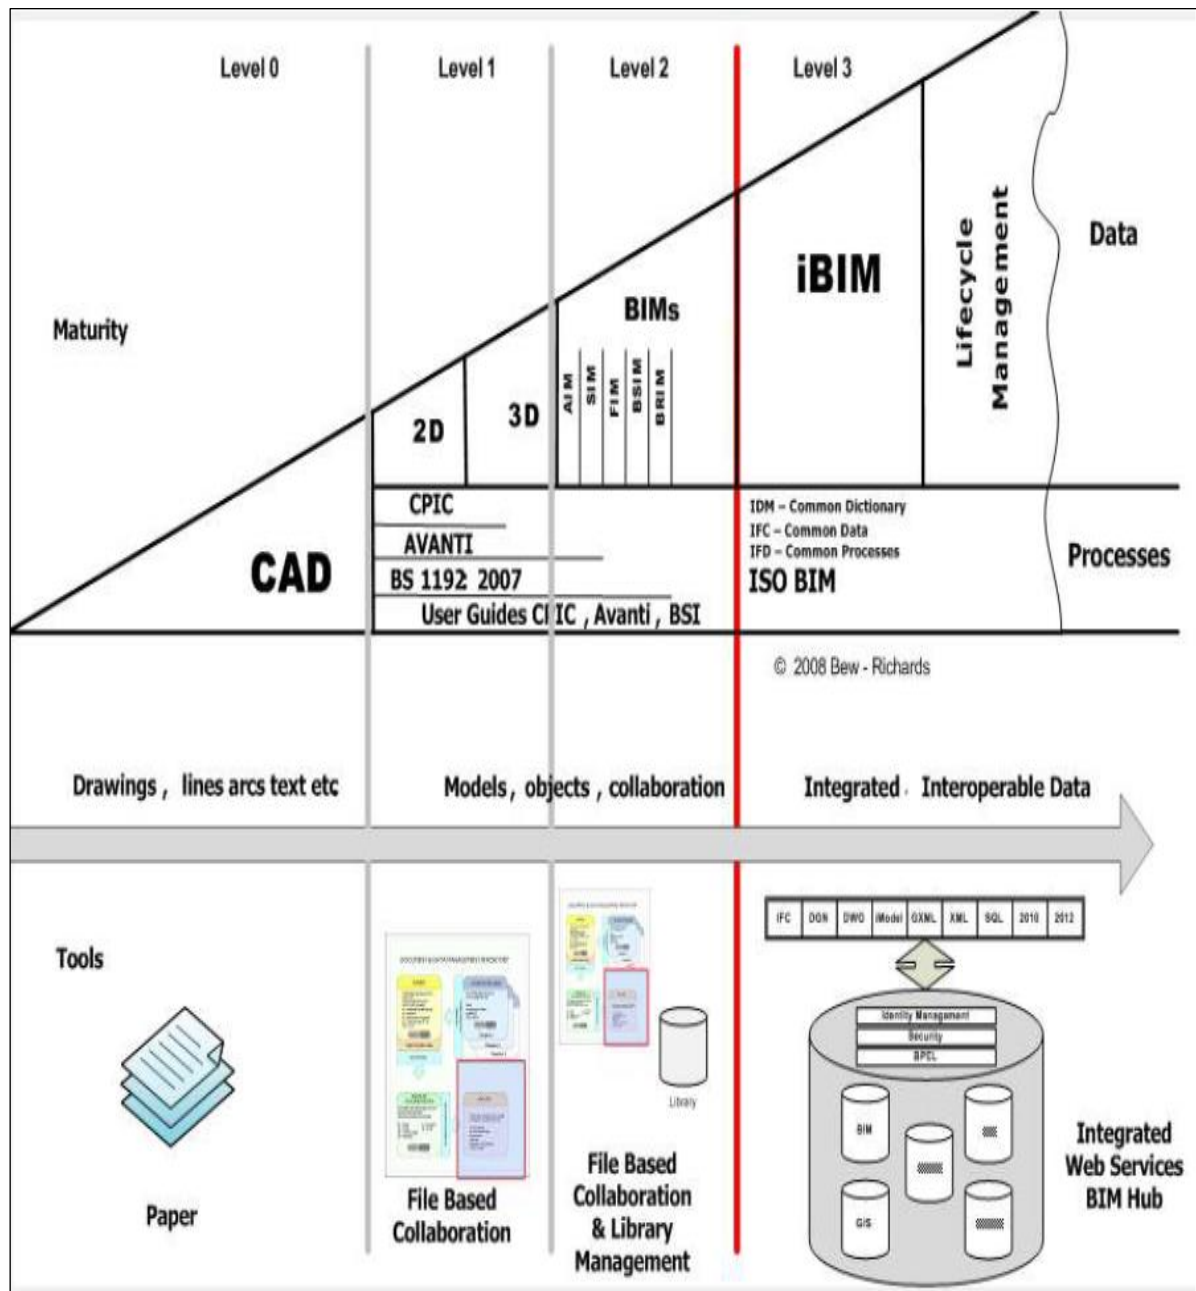 Level 0
Level 1
Level 2
Level 3
Maturity
Data
iBIM
Lifecycle
Management
BIMs
AIM
SIM
FIM
BSIM
BRIM
2D
3D
CAD
CPIC
AVANTI
BS 1192: 2007
User Guides CPIC , Avanti , BSI
IDM – Common Dictionary
IFC – Common Data
IFD – Common Processes
ISO BIM
Processes
© 2008 Bew - Richards
Drawings , lines arcs text etc
Models , objects , collaboration
Integrated , Interoperable Data
Tools
IFC
DGN
DWG
iModel
GXML
XML
SQL
2010
2012
Identity Management
Security
BPEL
BIM
GIS
Library
Paper
File Based
Collaboration
File Based
Collaboration
& Library
Management
Integrated
Web Services
BIM Hub